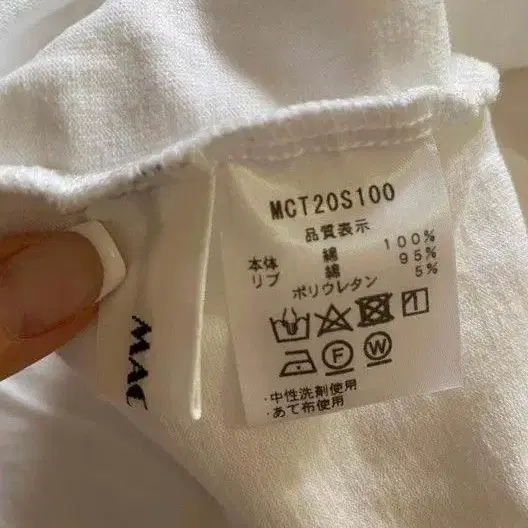 MCT20S100
品質表示
本体 綿 100%
リブ 綿 95%
ポリウレタン 5%
F W
・中性洗剤使用
・あて布使用
MAC